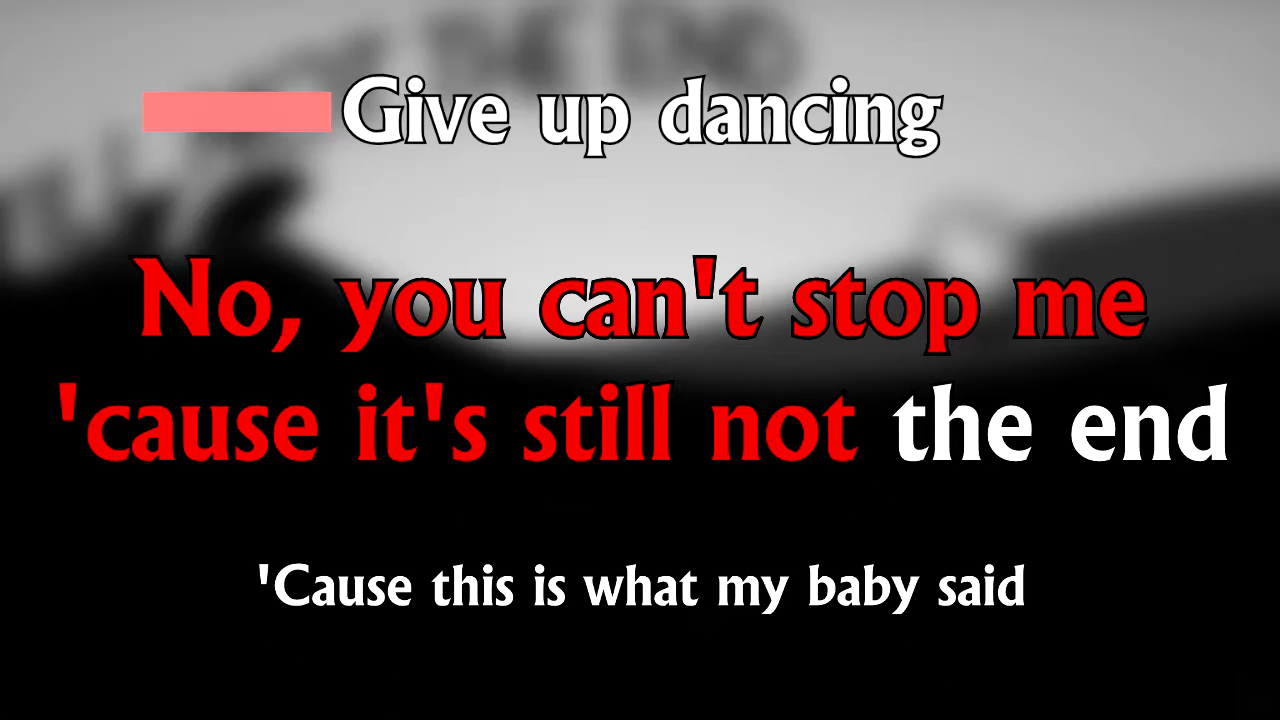 Give up dancing
No, you can't stop me
'cause it's still not the end
'Cause this is what my baby said